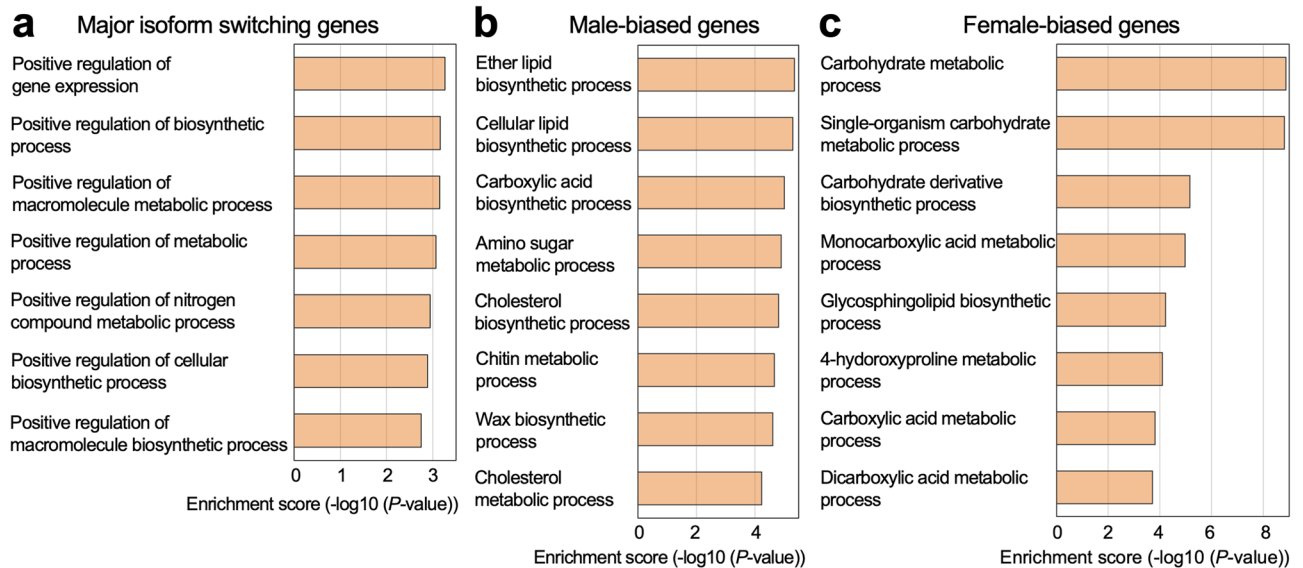 a Major isoform switching genes
Positive regulation of
gene expression
Positive regulation of biosynthetic
process
Positive regulation of
macromolecule metabolic process
Positive regulation of metabolic
process
Positive regulation of nitrogen
compound metabolic process
Positive regulation of cellular
biosynthetic process
Positive regulation of
macromolecule biosynthetic process
0 1 2 3
Enrichment score (-log10 (P-value))
b Male-biased genes
Ether lipid
biosynthetic process
Cellular lipid
biosynthetic process
Carboxylic acid
biosynthetic process
Amino sugar
metabolic process
Cholesterol
biosynthetic process
Chitin metabolic
process
Wax biosynthetic
process
Cholesterol
metabolic process
0 2 4
Enrichment score (-log10 (P-value))
c Female-biased genes
Carbohydrate metabolic
process
Single-organism carbohydrate
metabolic process
Carbohydrate derivative
biosynthetic process
Monocarboxylic acid metabolic
process
Glycosphingolipid biosynthetic
process
4-hydoroxyproline metabolic
process
Carboxylic acid metabolic
process
Dicarboxylic acid metabolic
process
0 2 4 6 8
Enrichment score (-log10 (P-value))